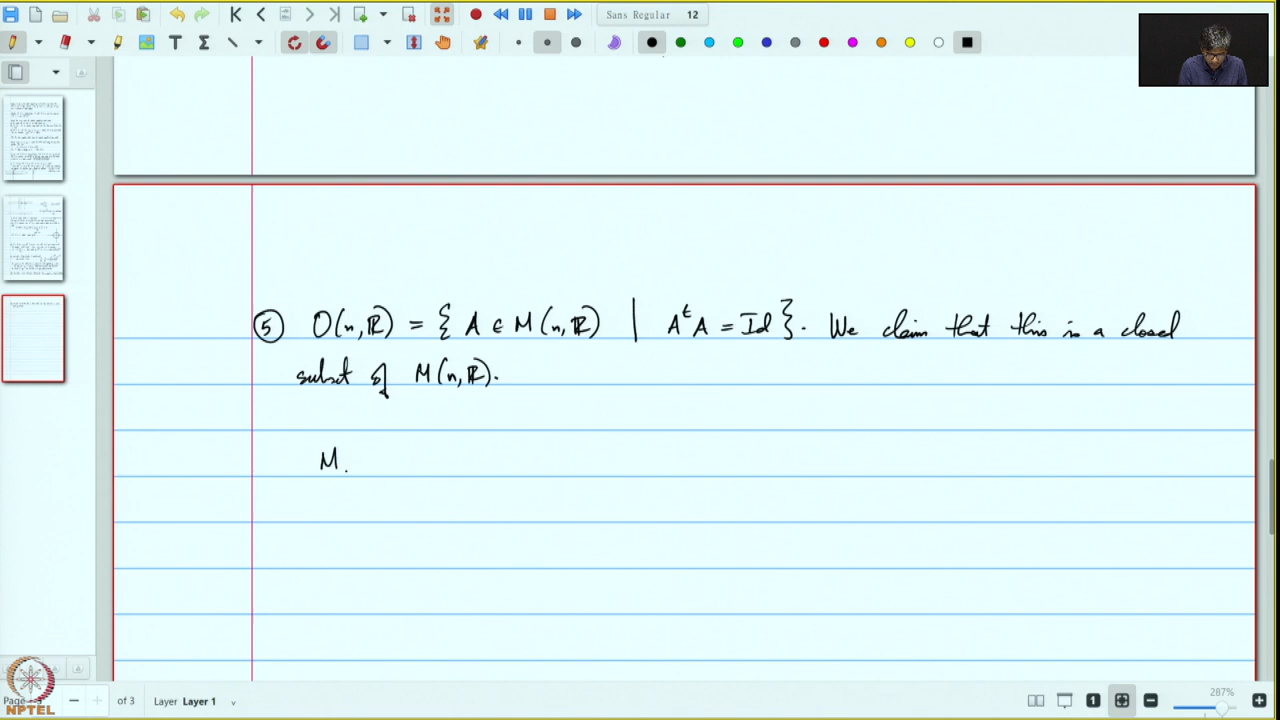 Sans Regular 12
⑤ O(n,ℝ) = { A ∈ M(n,ℝ) | AᵗA = Id }. We claim that this is a closed
subset of M(n,ℝ).
M.
NPTEL
of 3 Layer Layer 1
287%